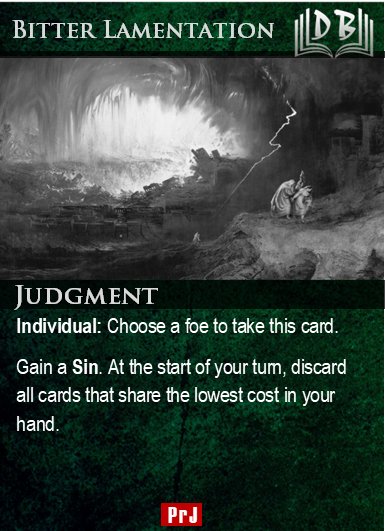 Bitter Lamentation
DB
Judgment
Individual: Choose a foe to take this card.
Gain a Sin. At the start of your turn, discard
all cards that share the lowest cost in your
hand.
PrJ